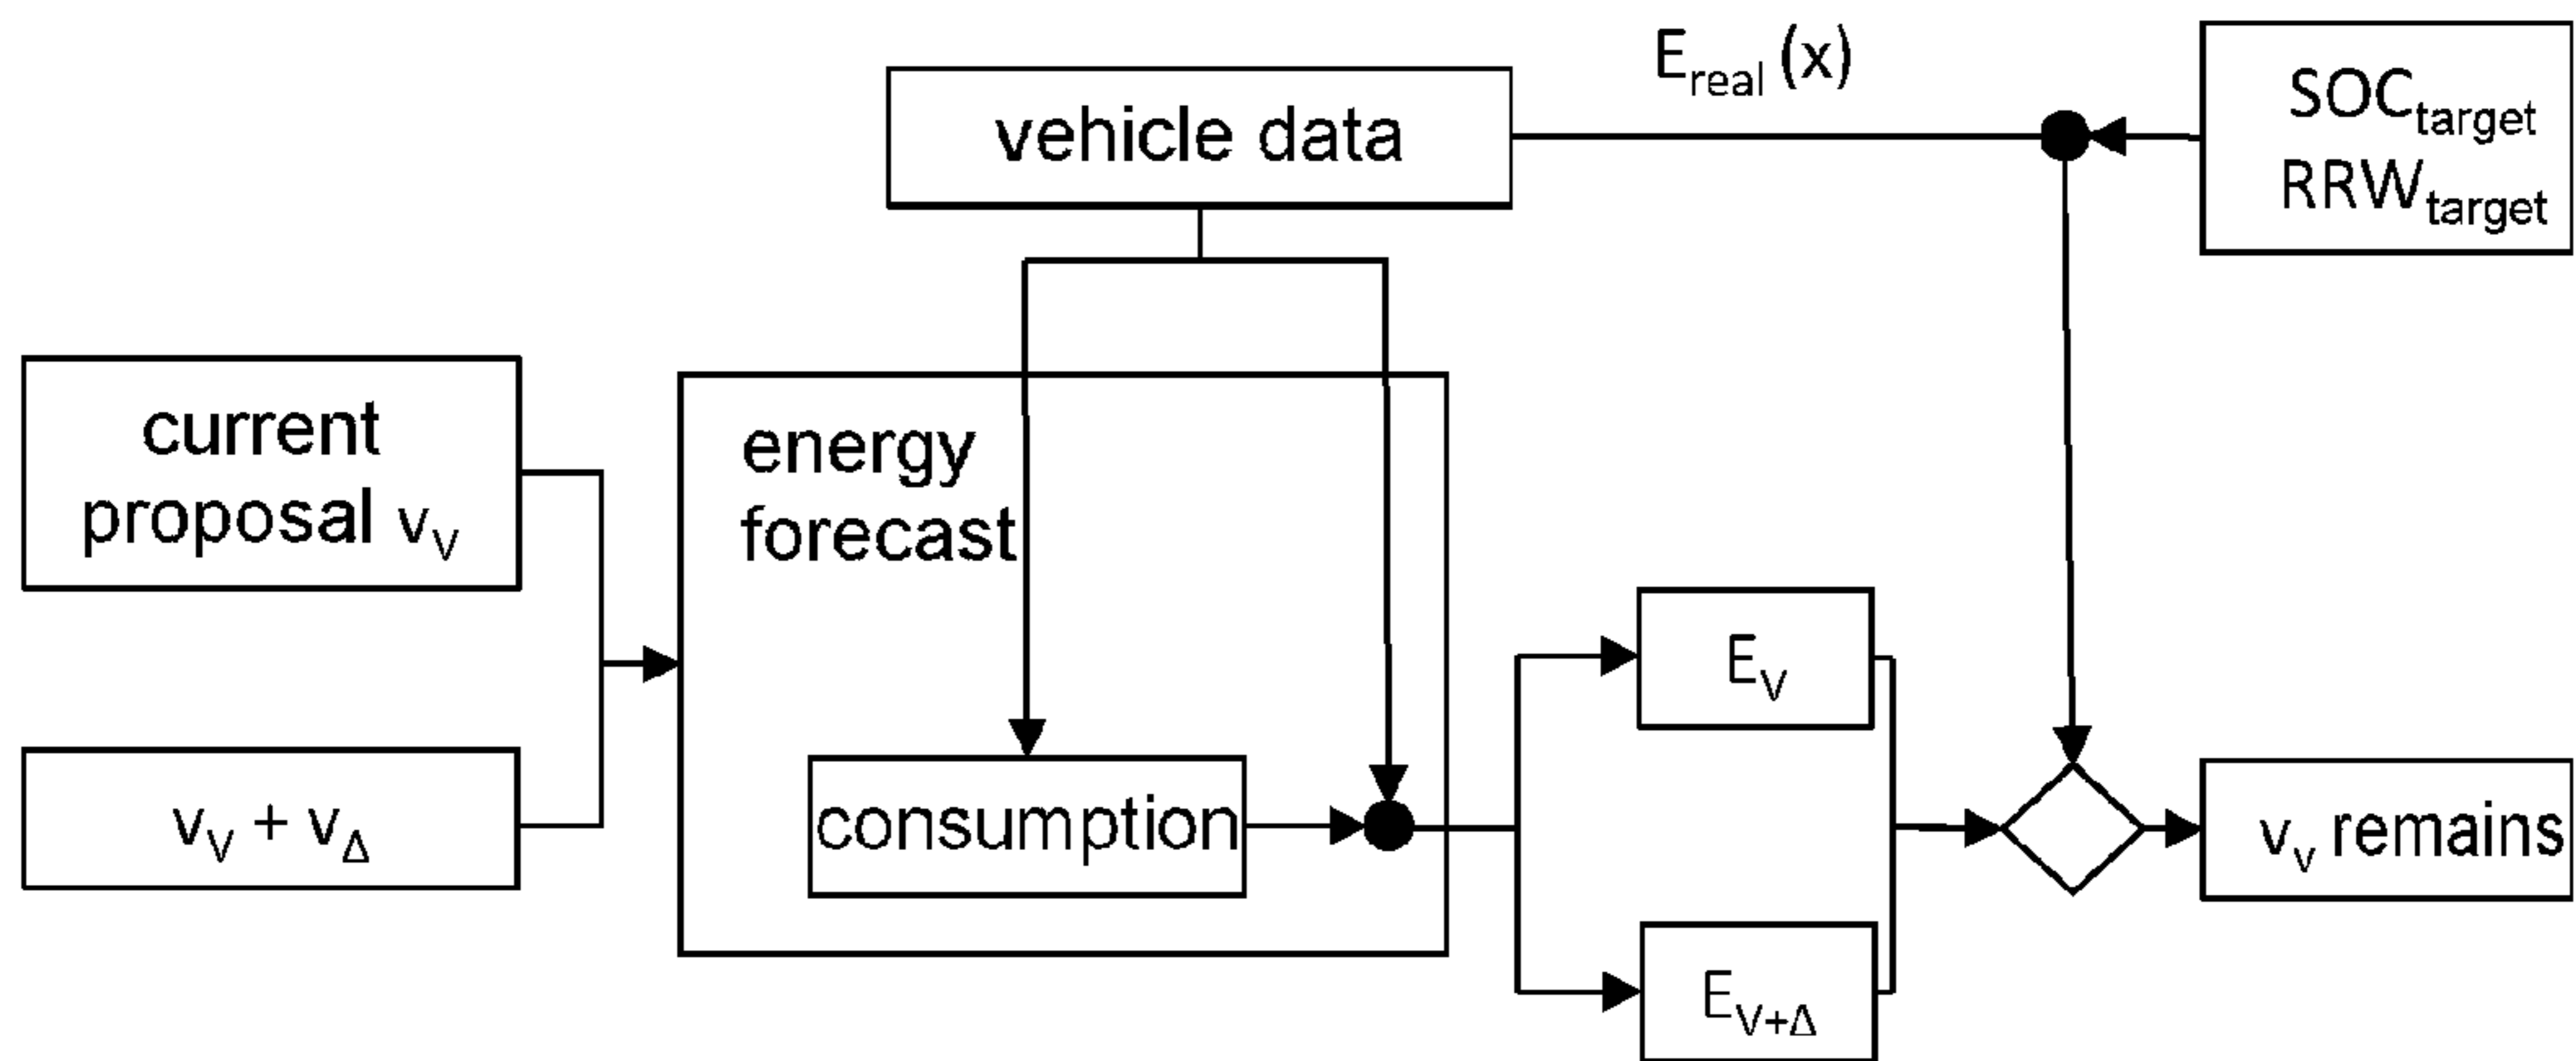 E_real (x)
vehicle data
SOC_target
RRW_target
current
proposal v_V
energy
forecast
v_V + v_Δ
consumption
E_V
E_V+Δ
v_v remains